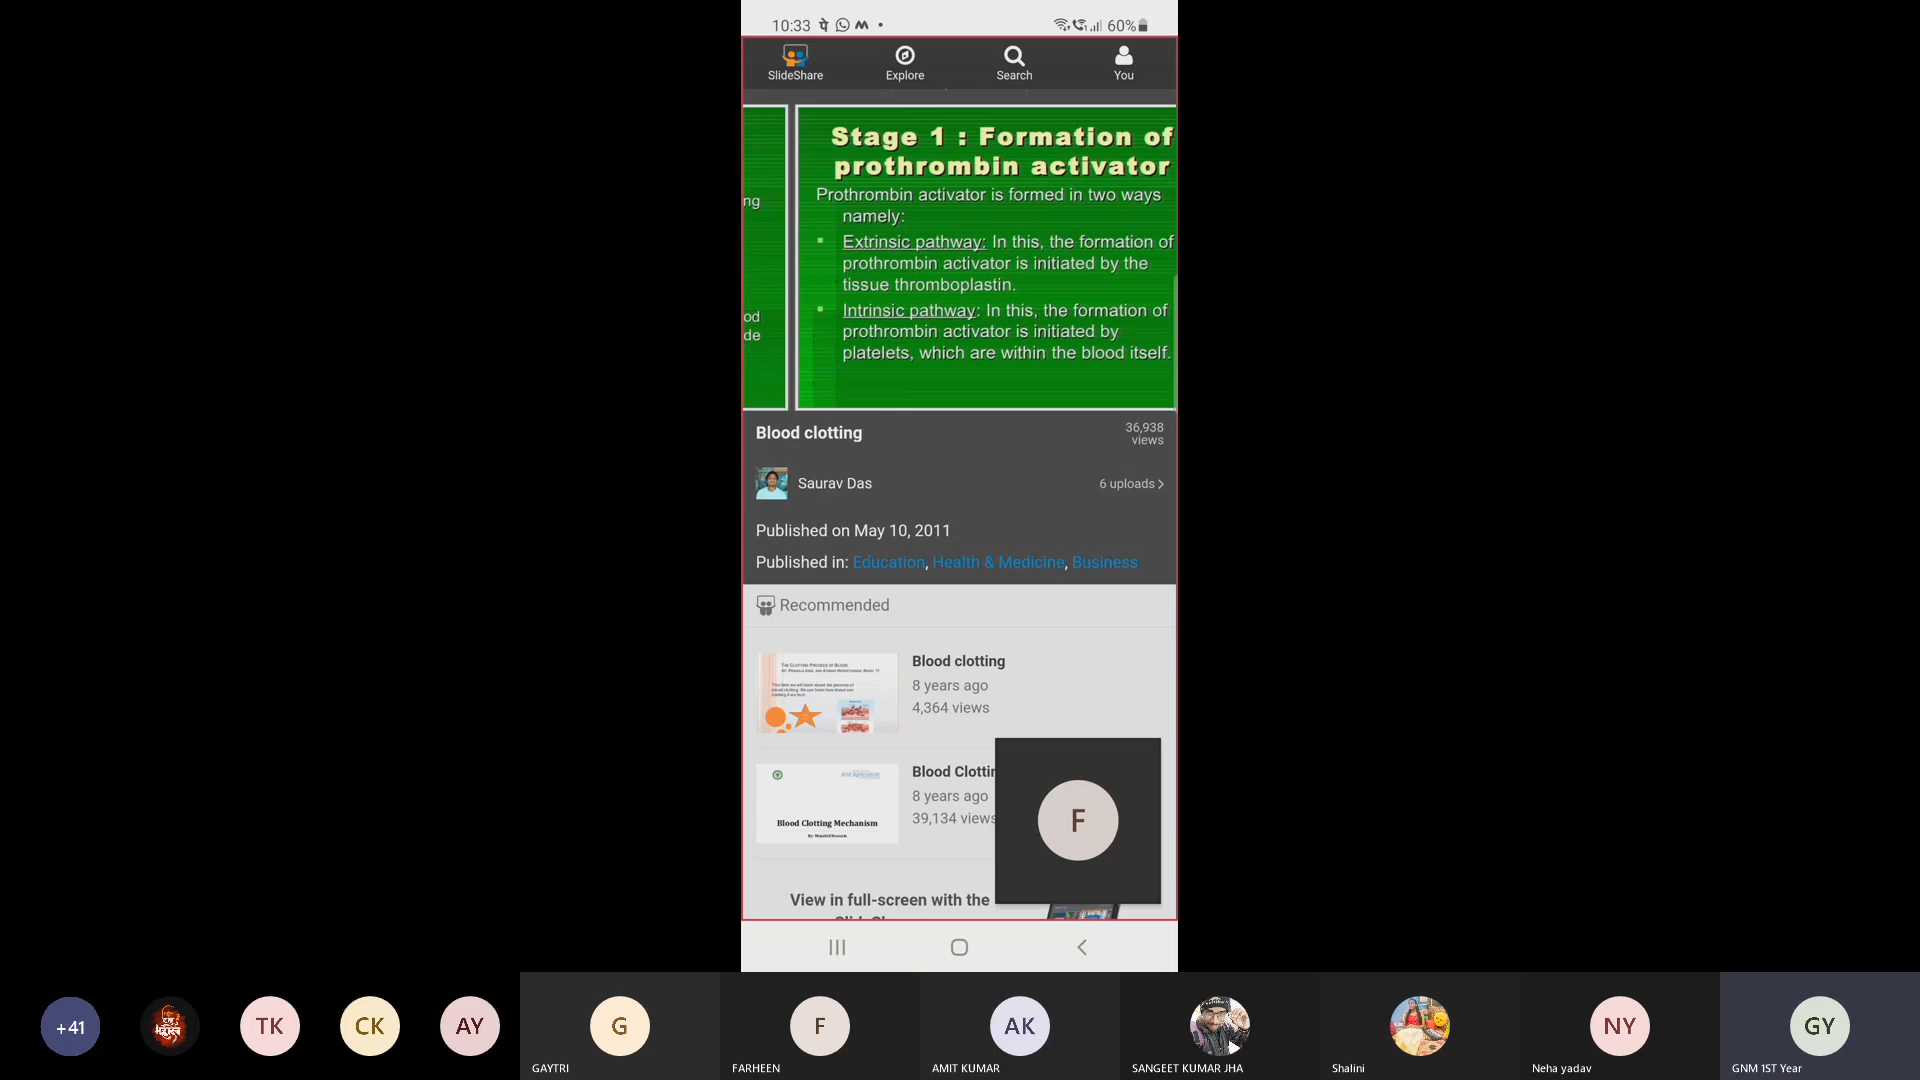 10:33 पे
60%
SlideShare
Explore
Search
You
ng
od
de
Stage 1 : Formation of
prothrombin activator
Prothrombin activator is formed in two ways
namely:
Extrinsic pathway: In this, the formation of
prothrombin activator is initiated by the
tissue thromboplastin.
Intrinsic pathway: In this, the formation of
prothrombin activator is initiated by
platelets, which are within the blood itself.
Blood clotting
36,938
views
Saurav Das
6 uploads
Published on May 10, 2011
Published in: Education, Health & Medicine, Business
Recommended
Blood clotting
8 years ago
4,364 views
Blood Clottin
8 years ago
39,134 views
Blood Clotting Mechanism
F
View in full-screen with the
+41
TK
CK
AY
G
GAYTRI
F
FARHEEN
AK
AMIT KUMAR
SANGEET KUMAR JHA
Shalini
NY
Neha yadav
GY
GNM 1ST Year